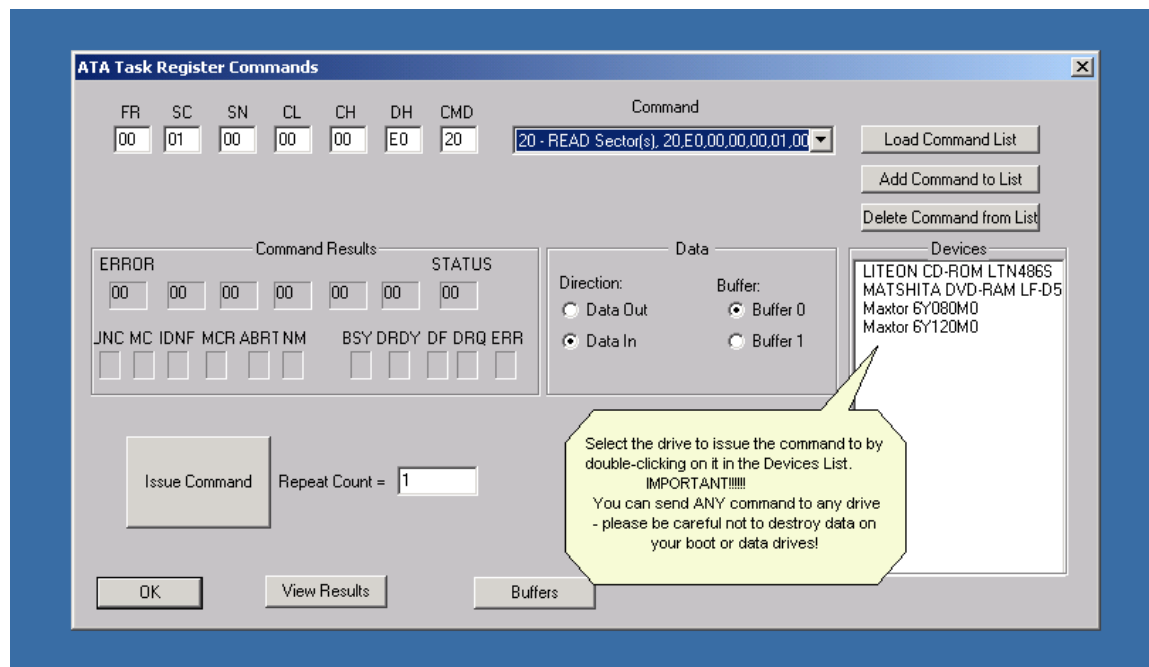 ATA Task Register Commands
FR SC SN CL CH DH CMD
00 01 00 00 00 E0 20
Command
20 - READ Sector(s), 20,E0,00,00,00,01,00
Load Command List
Add Command to List
Delete Command from List
Command Results
ERROR STATUS
00 00 00 00 00 00 00
JNC MC IDNF MCR ABRT NM BSY DRDY DF DRQ ERR
Data
Direction: Buffer:
Data Out Buffer 0
Data In Buffer 1
Devices
LITEON CD-ROM LTN486S
MATSHITA DVD-RAM LF-D5
Maxtor 6Y080M0
Maxtor 6Y120M0
Select the drive to issue the command to by
double-clicking on it in the Devices List.
IMPORTANT!!!!!!
You can send ANY command to any drive
- please be careful not to destroy data on
your boot or data drives!
Issue Command
Repeat Count = 1
OK
View Results
Buffers